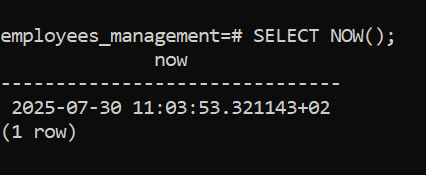 employees_management=# SELECT NOW();
now
-------------------------------
2025-07-30 11:03:53.321143+02
(1 row)